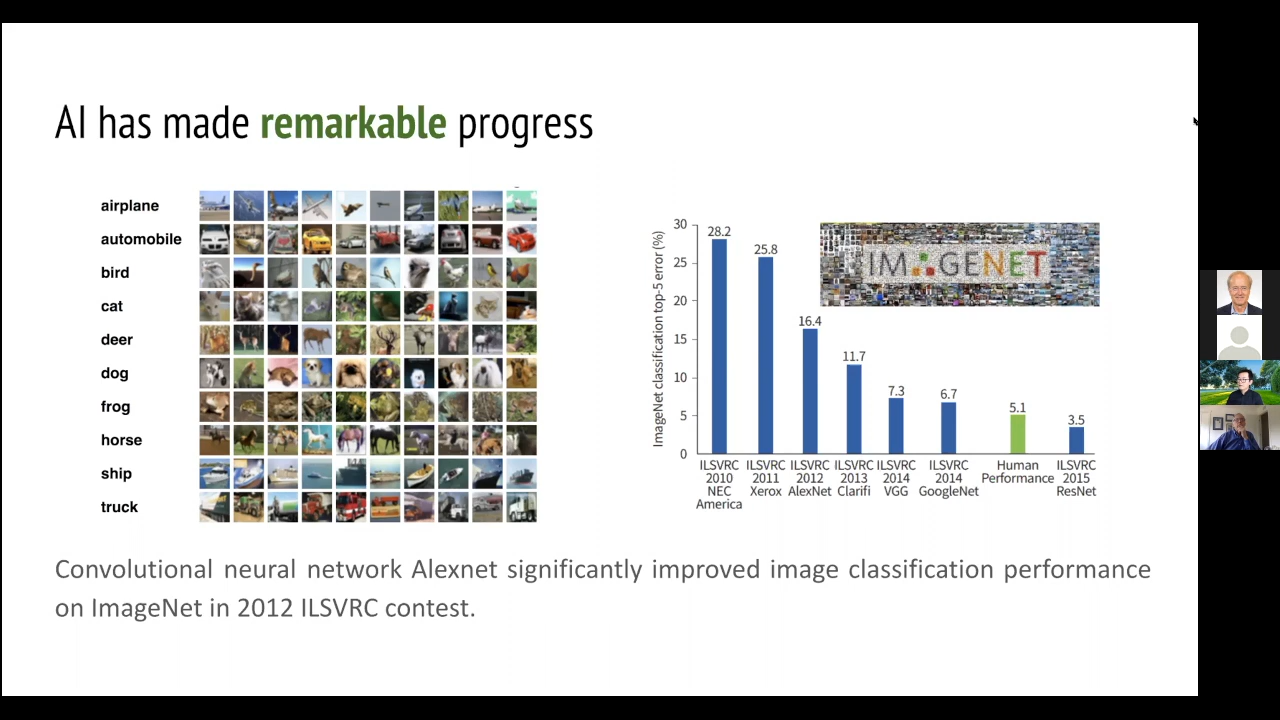 AI has made remarkable progress
airplane
automobile
bird
cat
deer
dog
frog
horse
ship
truck
ImageNet classification top-5 error (%)
30
25
20
15
10
5
0
28.2
25.8
16.4
11.7
7.3
6.7
5.1
3.5
IMAGENET
ILSVRC 2010 NEC America
ILSVRC 2011 Xerox
ILSVRC 2012 AlexNet
ILSVRC 2013 Clarifi
ILSVRC 2014 VGG
ILSVRC 2014 GoogleNet
Human Performance
ILSVRC 2015 ResNet
Convolutional neural network Alexnet significantly improved image classification performance
on ImageNet in 2012 ILSVRC contest.